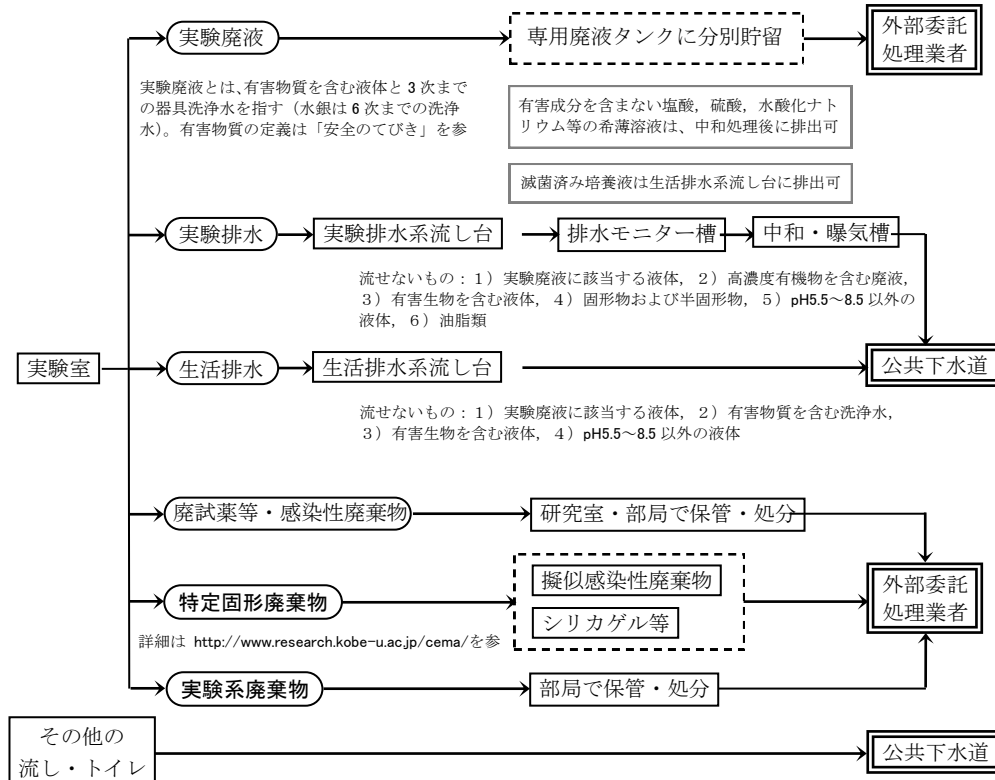 実験廃液
専用廃液タンクに分別貯留
外部委託
処理業者
実験廃液とは、有害物質を含む液体と 3 次まで
の器具洗浄水を指す（水銀は 6 次までの洗浄
水）。有害物質の定義は「安全のてびき」を参
有害成分を含まない塩酸，硫酸，水酸化ナト
リウム等の希薄溶液は、中和処理後に排出可
滅菌済み培養液は生活排水系流し台に排出可
実験排水
実験排水系流し台
排水モニター槽
中和・曝気槽
流せないもの：1）実験廃液に該当する液体，2）高濃度有機物を含む廃液，
3）有害生物を含む液体，4）固形物および半固形物，5）pH5.5～8.5 以外の
液体，6）油脂類
実験室
生活排水
生活排水系流し台
公共下水道
流せないもの：1）実験廃液に該当する液体，2）有害物質を含む洗浄水，
3）有害生物を含む液体，4）pH5.5～8.5 以外の液体
廃試薬等・感染性廃棄物
研究室・部局で保管・処分
特定固形廃棄物
擬似感染性廃棄物
シリカゲル等
外部委託
処理業者
詳細は http://www.research.kobe-u.ac.jp/cema/を参
実験系廃棄物
部局で保管・処分
その他の
流し・トイレ
公共下水道